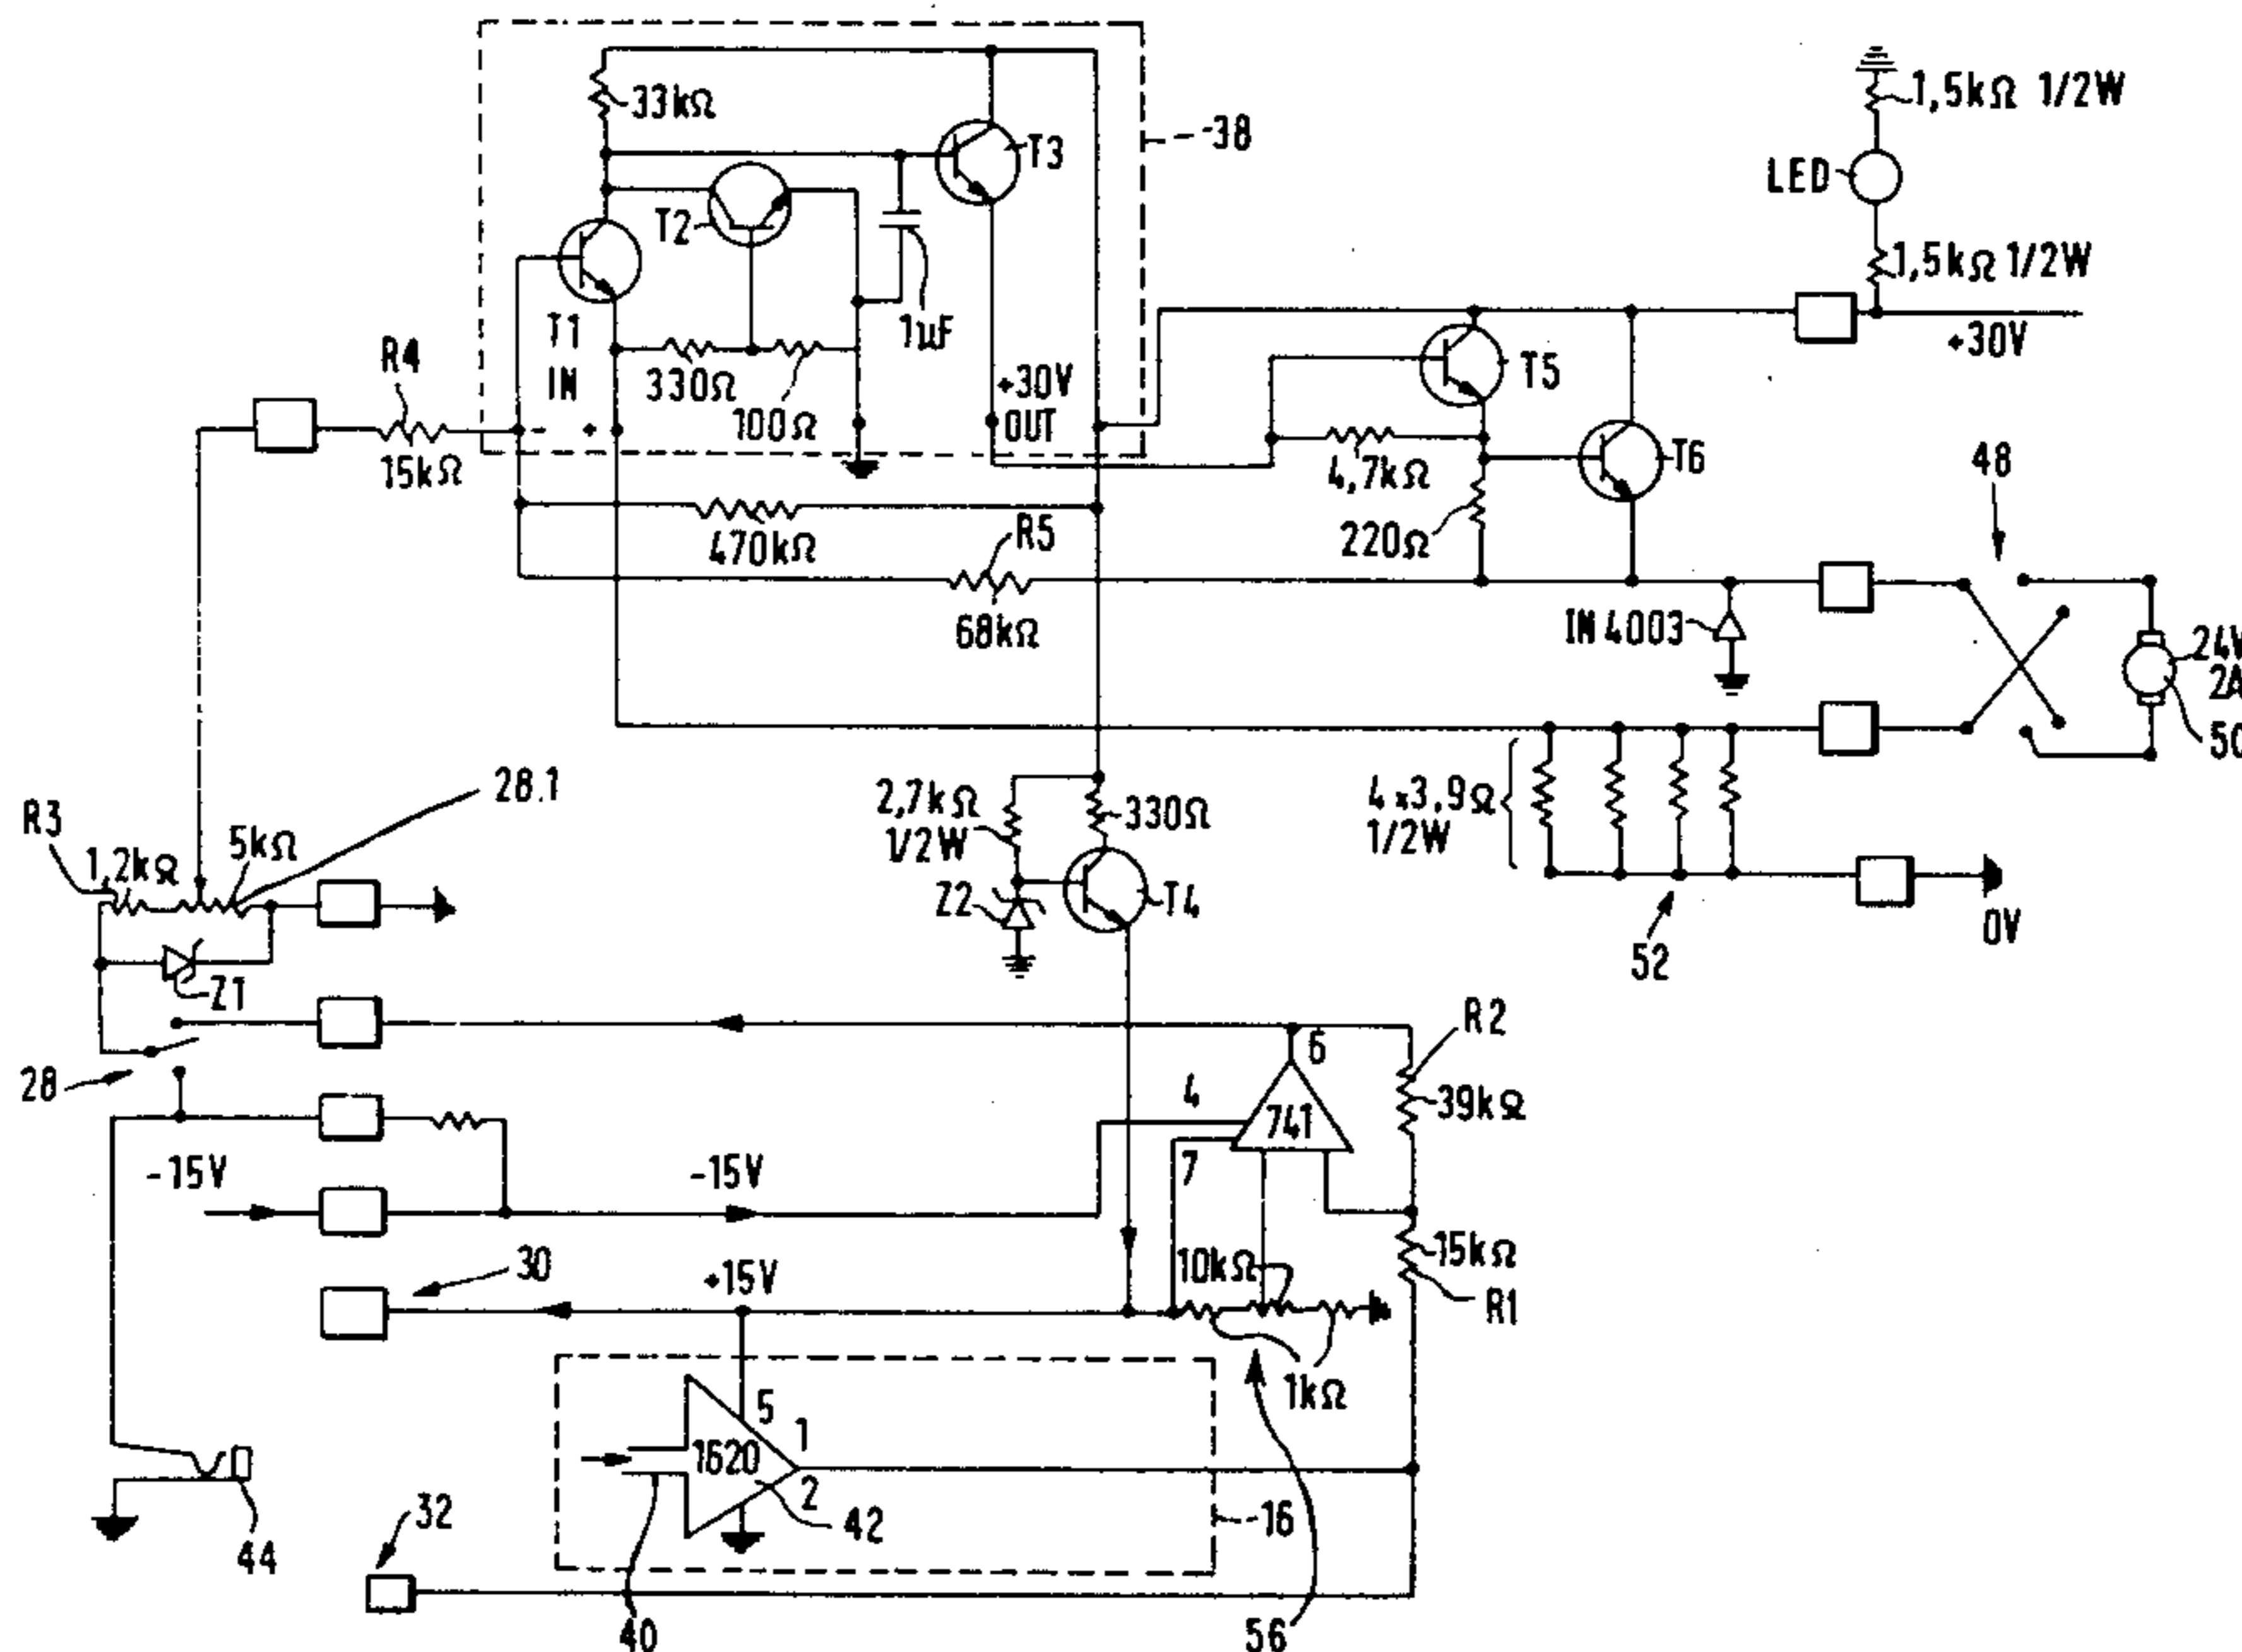 33kΩ
T3
-38
1,5kΩ 1/2W
LED
T2
1,5kΩ 1/2W
T1
IN
1µF
+30V
R4
330Ω
100Ω
+30V
OUT
T5
- +
15kΩ
4,7kΩ
T6
48
470kΩ
R5
220Ω
68kΩ
IN 4003
24V
2A
50
28.1
R3
1,2kΩ
5kΩ
2,7kΩ
1/2W
330Ω
4x3,9Ω
1/2W
Z2
T4
Z1
52
0V
R2
6
28
4
741
39kΩ
-15V
-15V
7
30
+15V
10kΩ
15kΩ
R1
1kΩ
5
1
1620
2
42
-16
32
44
40
56